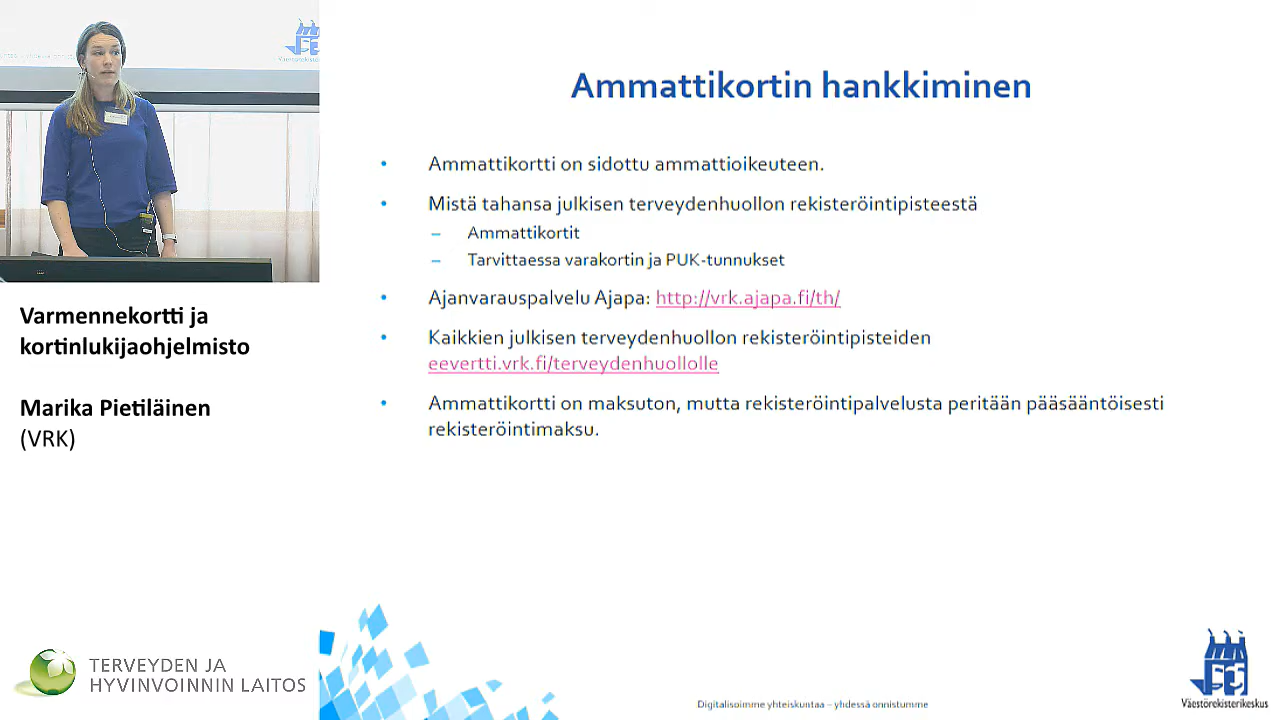 Ammattikortin hankkiminen
• Ammattikortti on sidottu ammattioikeuteen.
• Mistä tahansa julkisen terveydenhuollon rekisteröintipisteestä
– Ammattikortit
– Tarvittaessa varakortin ja PUK-tunnukset
• Ajanvarauspalvelu Ajapa: http://vrk.ajapa.fi/th/
• Kaikkien julkisen terveydenhuollon rekisteröintipisteiden
eevertti.vrk.fi/terveydenhuollolle
• Ammattikortti on maksuton, mutta rekisteröintipalvelusta peritään pääsääntöisesti
rekisteröintimaksu.
Varmennekortti ja
kortinlukijaohjelmisto
Marika Pietiläinen
(VRK)
TERVEYDEN JA
HYVINVOINNIN LAITOS
Digitalisoimme yhteiskuntaa – yhdessä onnistumme
Väestörekisterikeskus